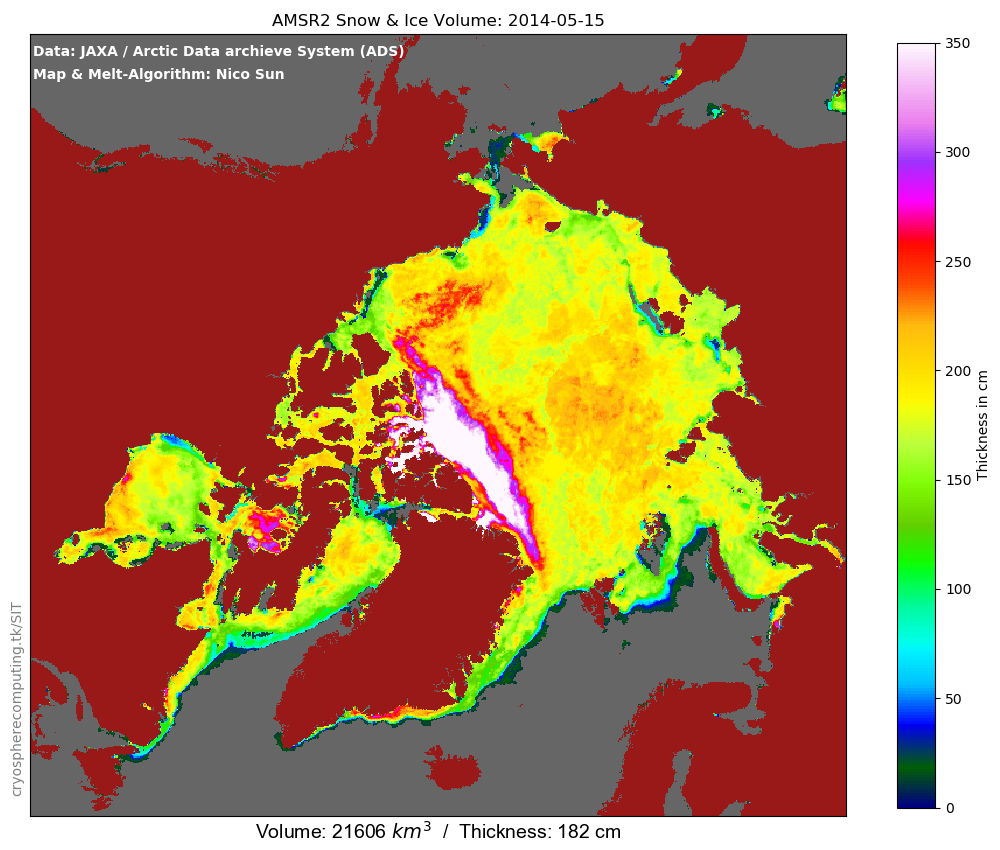 AMSR2 Snow & Ice Volume: 2014-05-15
Data: JAXA / Arctic Data archieve System (ADS)
Map & Melt-Algorithm: Nico Sun
350
300
250
200
150
100
50
0
Thickness in cm
cryospherecomputing.tk/SIT
Volume: 21606 km³ / Thickness: 182 cm